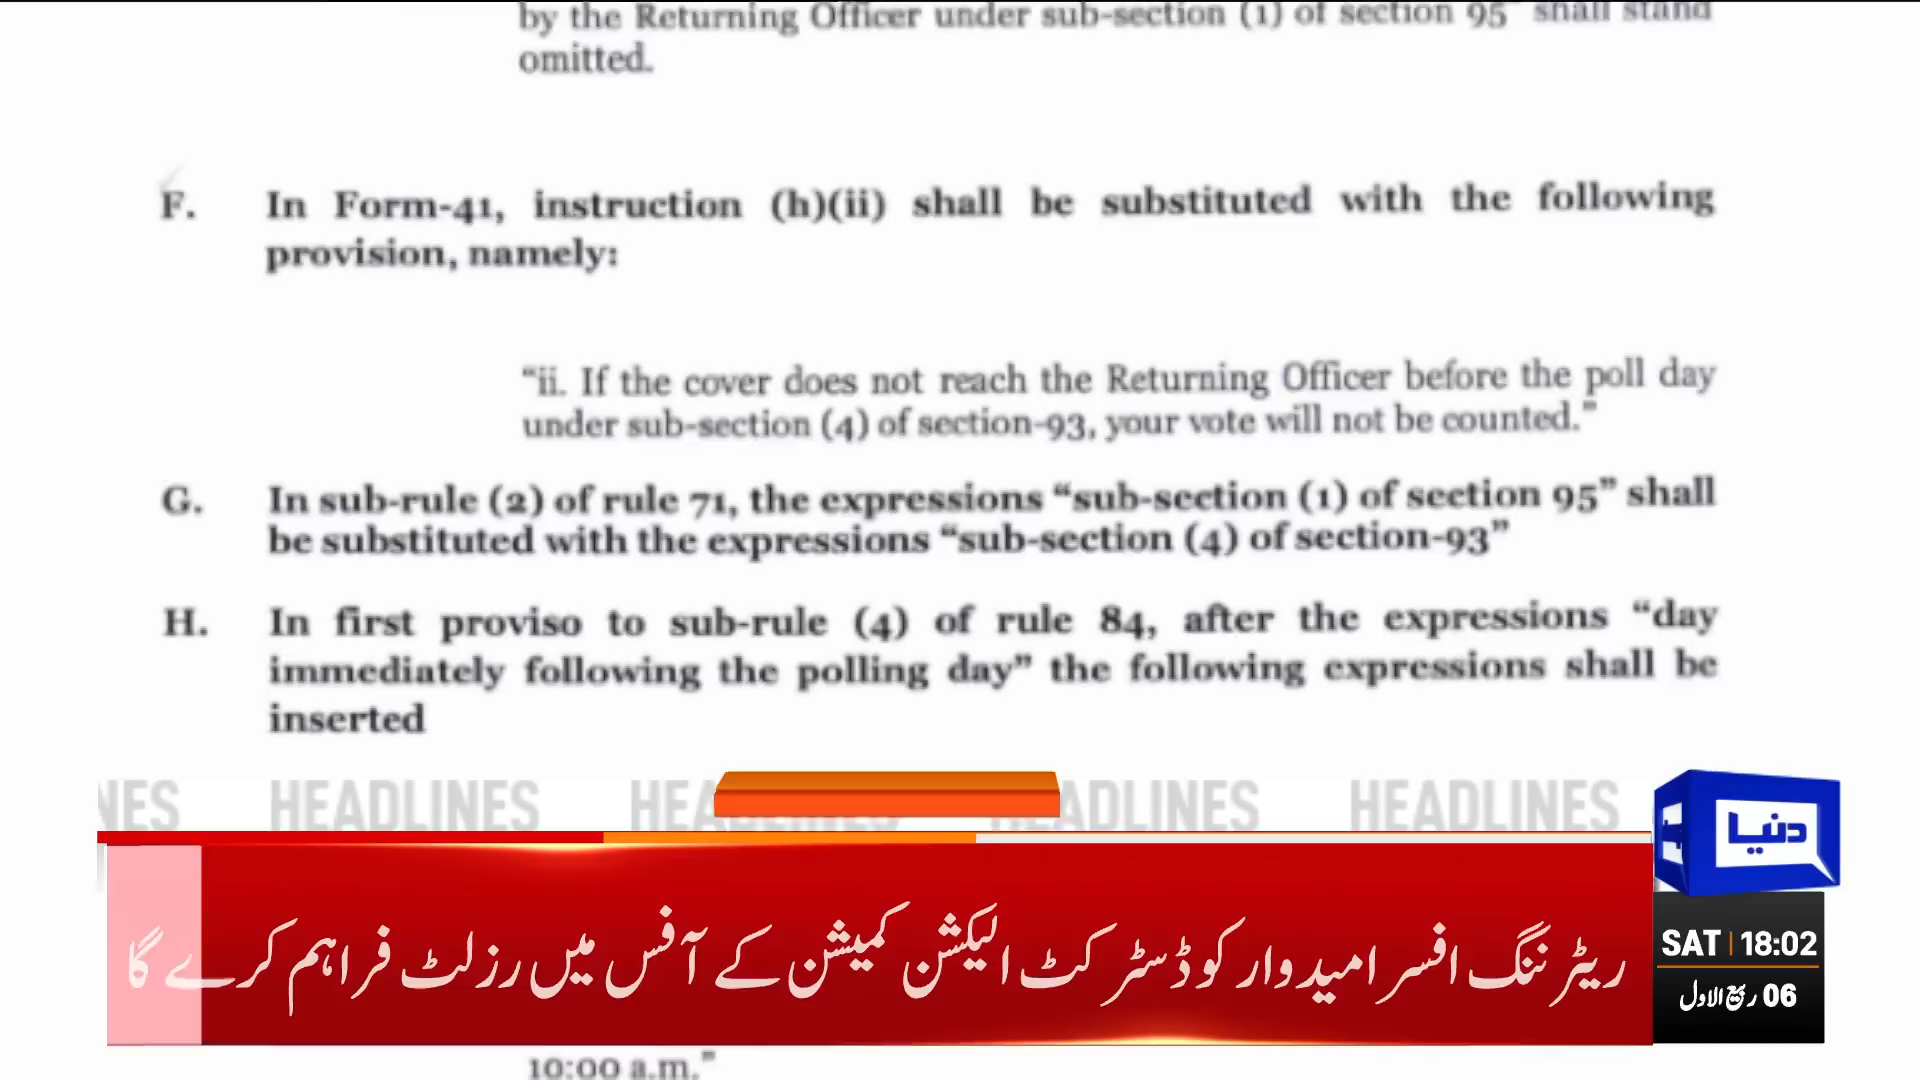 by the Returning Officer under sub-section (1) of section 95” shall stand
omitted.
F. In Form-41, instruction (h)(ii) shall be substituted with the following
provision, namely:
“ii. If the cover does not reach the Returning Officer before the poll day
under sub-section (4) of section-93, your vote will not be counted.”
G. In sub-rule (2) of rule 71, the expressions “sub-section (1) of section 95” shall
be substituted with the expressions “sub-section (4) of section-93”
H. In first proviso to sub-rule (4) of rule 84, after the expressions “day
immediately following the polling day” the following expressions shall be
inserted
NES HEADLINES HEADLINES HEADLINES HEADLINES
دنیا
ریٹرننگ افسر امیدوار کو ڈسٹرکٹ الیکشن کمیشن کے آفس میں رزلٹ فراہم کرے گا
SAT 18:02
06 ربیع الاول
10:00 a.m.”